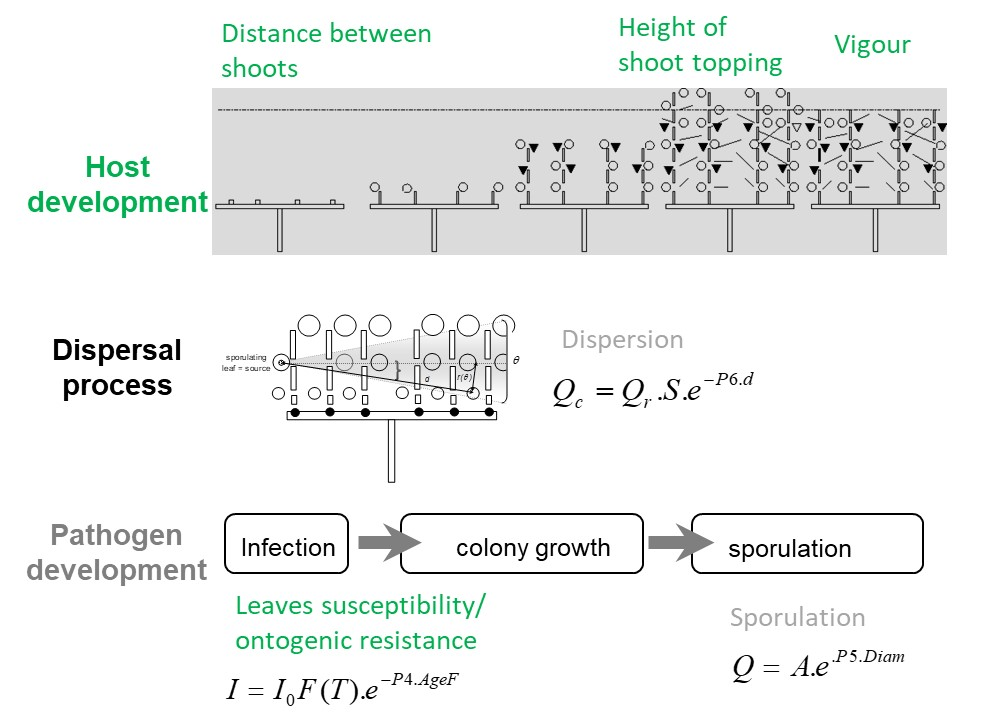 Distance between
shoots
Height of
shoot topping
Vigour
Host
development
Dispersal
process
sporulating
leaf = source
θ
d
r(θ)
Dispersion
Q_c = Q_r .S.e^{-P6.d}
Pathogen
development
Infection
colony growth
sporulation
Leaves susceptibility/
ontogenic resistance
I = I_0 F(T).e^{-P4.AgeF}
Sporulation
Q = A.e^{.P5.Diam}